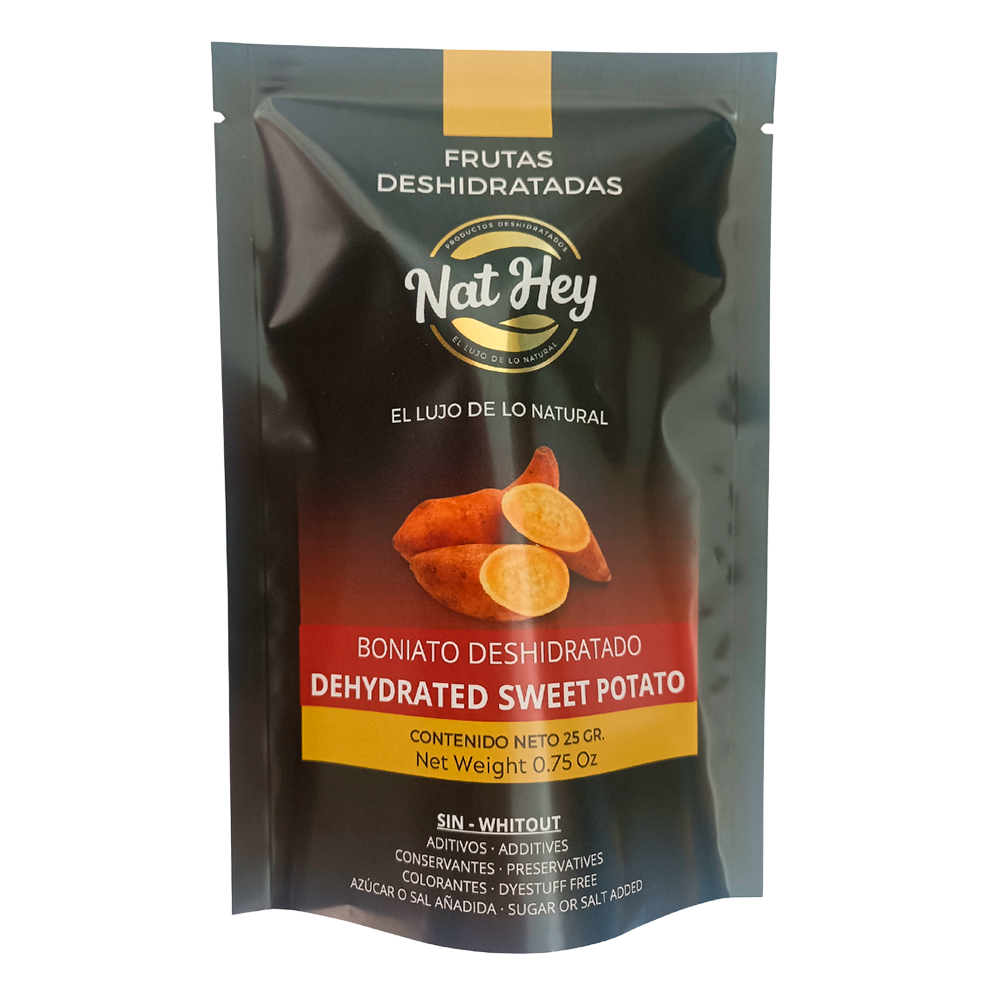 FRUTAS
DESHIDRATADAS
PRODUCTOS DESHIDRATADOS
Nat Hey
EL LUJO DE LO NATURAL
EL LUJO DE LO NATURAL
BONIATO DESHIDRATADO
DEHYDRATED SWEET POTATO
CONTENIDO NETO 25 GR.
Net Weight 0.75 Oz
SIN - WHITOUT
ADITIVOS · ADDITIVES
CONSERVANTES · PRESERVATIVES
COLORANTES · DYESTUFF FREE
AZÚCAR O SAL AÑADIDA · SUGAR OR SALT ADDED